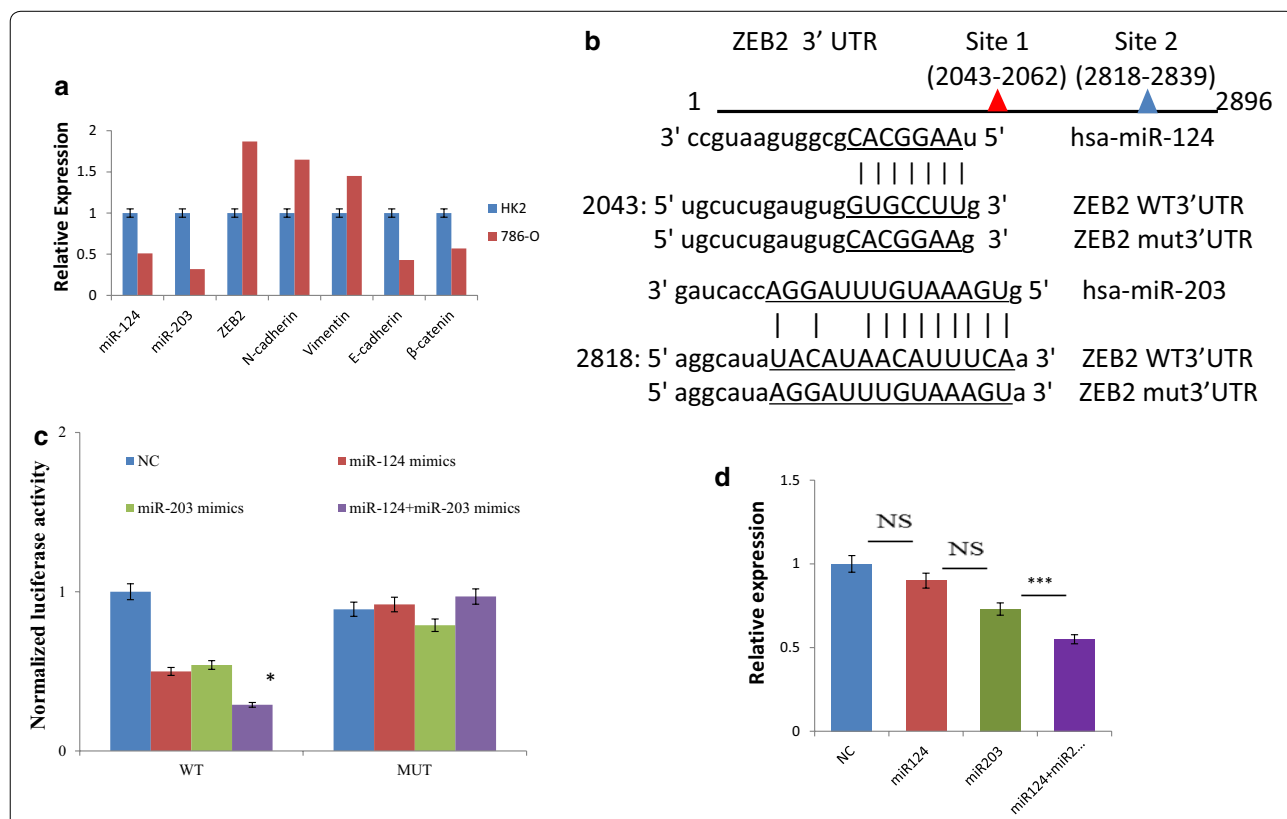 a
Relative Expression
2
1.5
1
0.5
0
HK2
786-O
miR-124
miR-203
ZEB2
N-cadherin
Vimentin
E-cadherin
β-catenin
b
ZEB2 3' UTR Site 1 Site 2
(2043-2062) (2818-2839)
1 2896
3' ccguaaguggcgCACGGAAu 5' hsa-miR-124
2043: 5' ugcucugaugugGUGCCUUg 3' ZEB2 WT3'UTR
5' ugcucugaugugCACGGAAg 3' ZEB2 mut3'UTR
3' gaucaccAGGAUUUGUAAAGUg 5' hsa-miR-203
2818: 5' aggcauaUACAUAACAUUUCAa 3' ZEB2 WT3'UTR
5' aggcauaAGGAUUUGUAAAGUa 3' ZEB2 mut3'UTR
c
Normalized luciferase activity
2
1
0
NC
miR-124 mimics
miR-203 mimics
miR-124+miR-203 mimics
*
WT
MUT
d
Relative expression
1.5
1
0.5
0
NS
NS
***
NC
miR124
miR203
miR124+miR2...